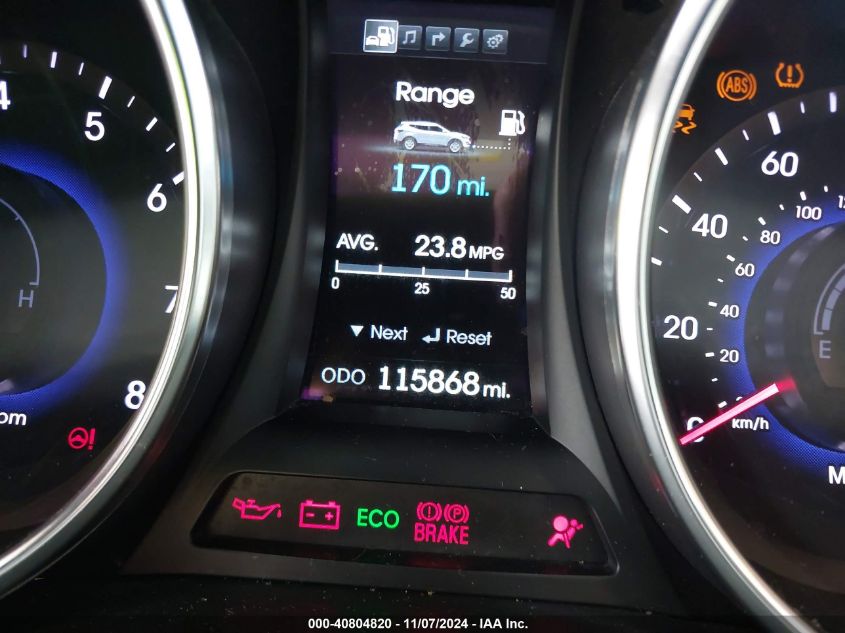 Range
170 mi.
AVG. 23.8 MPG
0 25 50
▼ Next Reset
ODO 115868 mi.
4
5
6
7
8
H
ABS
60
40
20
0
100
80
60
40
20
km/h
E
ECO
(P)
BRAKE
000-40804820 - 11/07/2024 - IAA Inc.